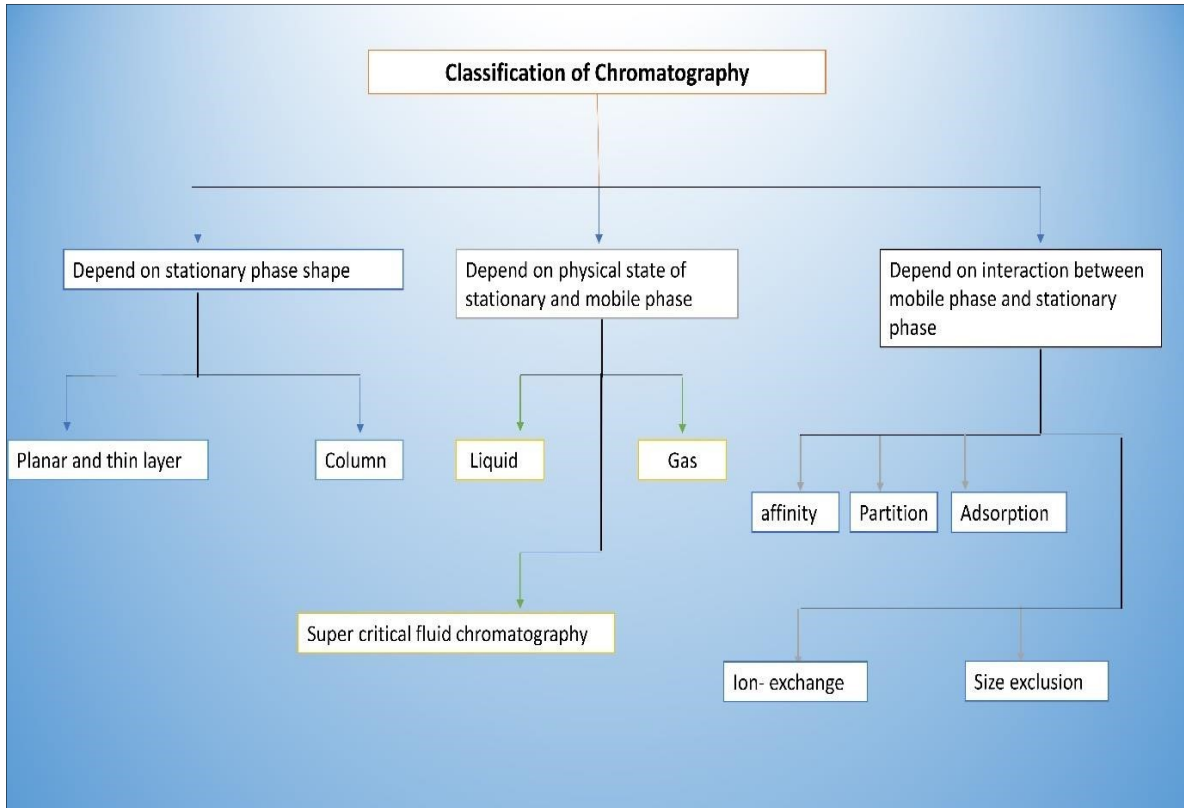 Classification of Chromatography
Depend on stationary phase shape
Depend on physical state of
stationary and mobile phase
Depend on interaction between
mobile phase and stationary
phase
Planar and thin layer
Column
Liquid
Gas
affinity
Partition
Adsorption
Super critical fluid chromatography
Ion- exchange
Size exclusion